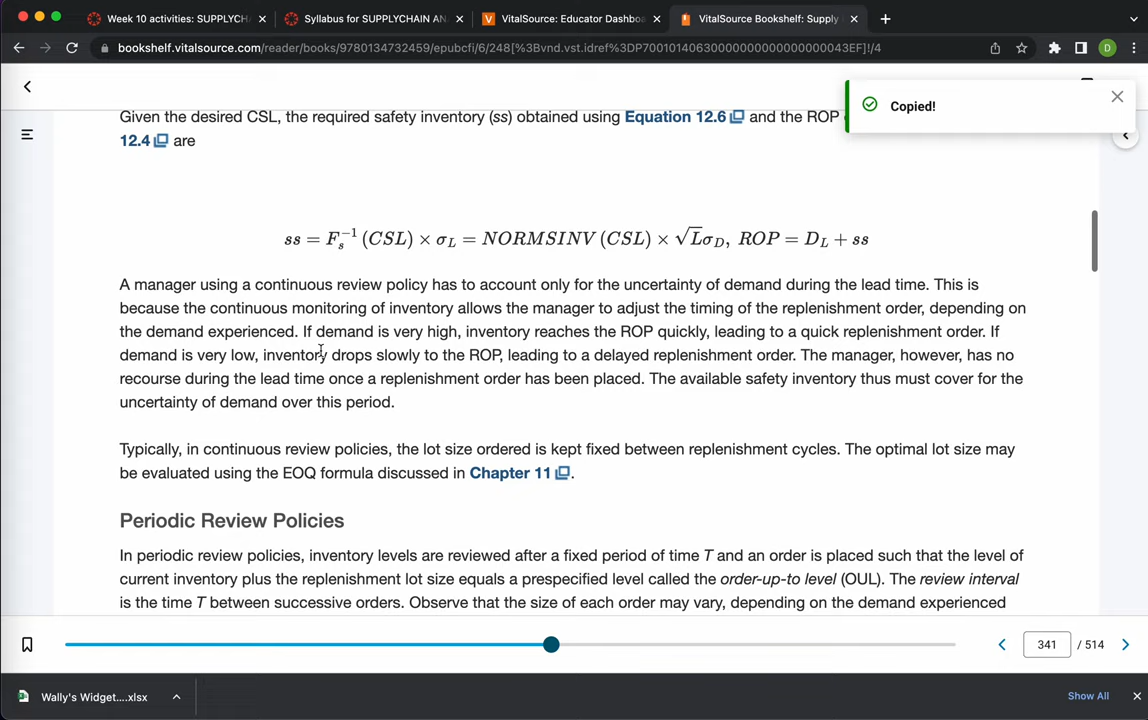 Week 10 activities: SUPPLYCHA
Syllabus for SUPPLYCHAIN AN
VitalSource: Educator Dashbo
VitalSource Bookshelf: Supply
bookshelf.vitalsource.com/reader/books/9780134732459/epubcfi/6/248[%3Bvnd.vst.idref%3DP7001014063000000000000000000043EF]!/4
D
Copied!
Given the desired CSL, the required safety inventory (ss) obtained using Equation 12.6 and the ROP
12.4 are
ss = F_s^{-1} (CSL) × σ_L = NORMSINV (CSL) × √L σ_D, ROP = D_L + ss
A manager using a continuous review policy has to account only for the uncertainty of demand during the lead time. This is
because the continuous monitoring of inventory allows the manager to adjust the timing of the replenishment order, depending on
the demand experienced. If demand is very high, inventory reaches the ROP quickly, leading to a quick replenishment order. If
demand is very low, inventory drops slowly to the ROP, leading to a delayed replenishment order. The manager, however, has no
recourse during the lead time once a replenishment order has been placed. The available safety inventory thus must cover for the
uncertainty of demand over this period.
Typically, in continuous review policies, the lot size ordered is kept fixed between replenishment cycles. The optimal lot size may
be evaluated using the EOQ formula discussed in Chapter 11.
Periodic Review Policies
In periodic review policies, inventory levels are reviewed after a fixed period of time T and an order is placed such that the level of
current inventory plus the replenishment lot size equals a prespecified level called the order-up-to level (OUL). The review interval
is the time T between successive orders. Observe that the size of each order may vary, depending on the demand experienced
341 / 514
Wally's Widget....xlsx
Show All